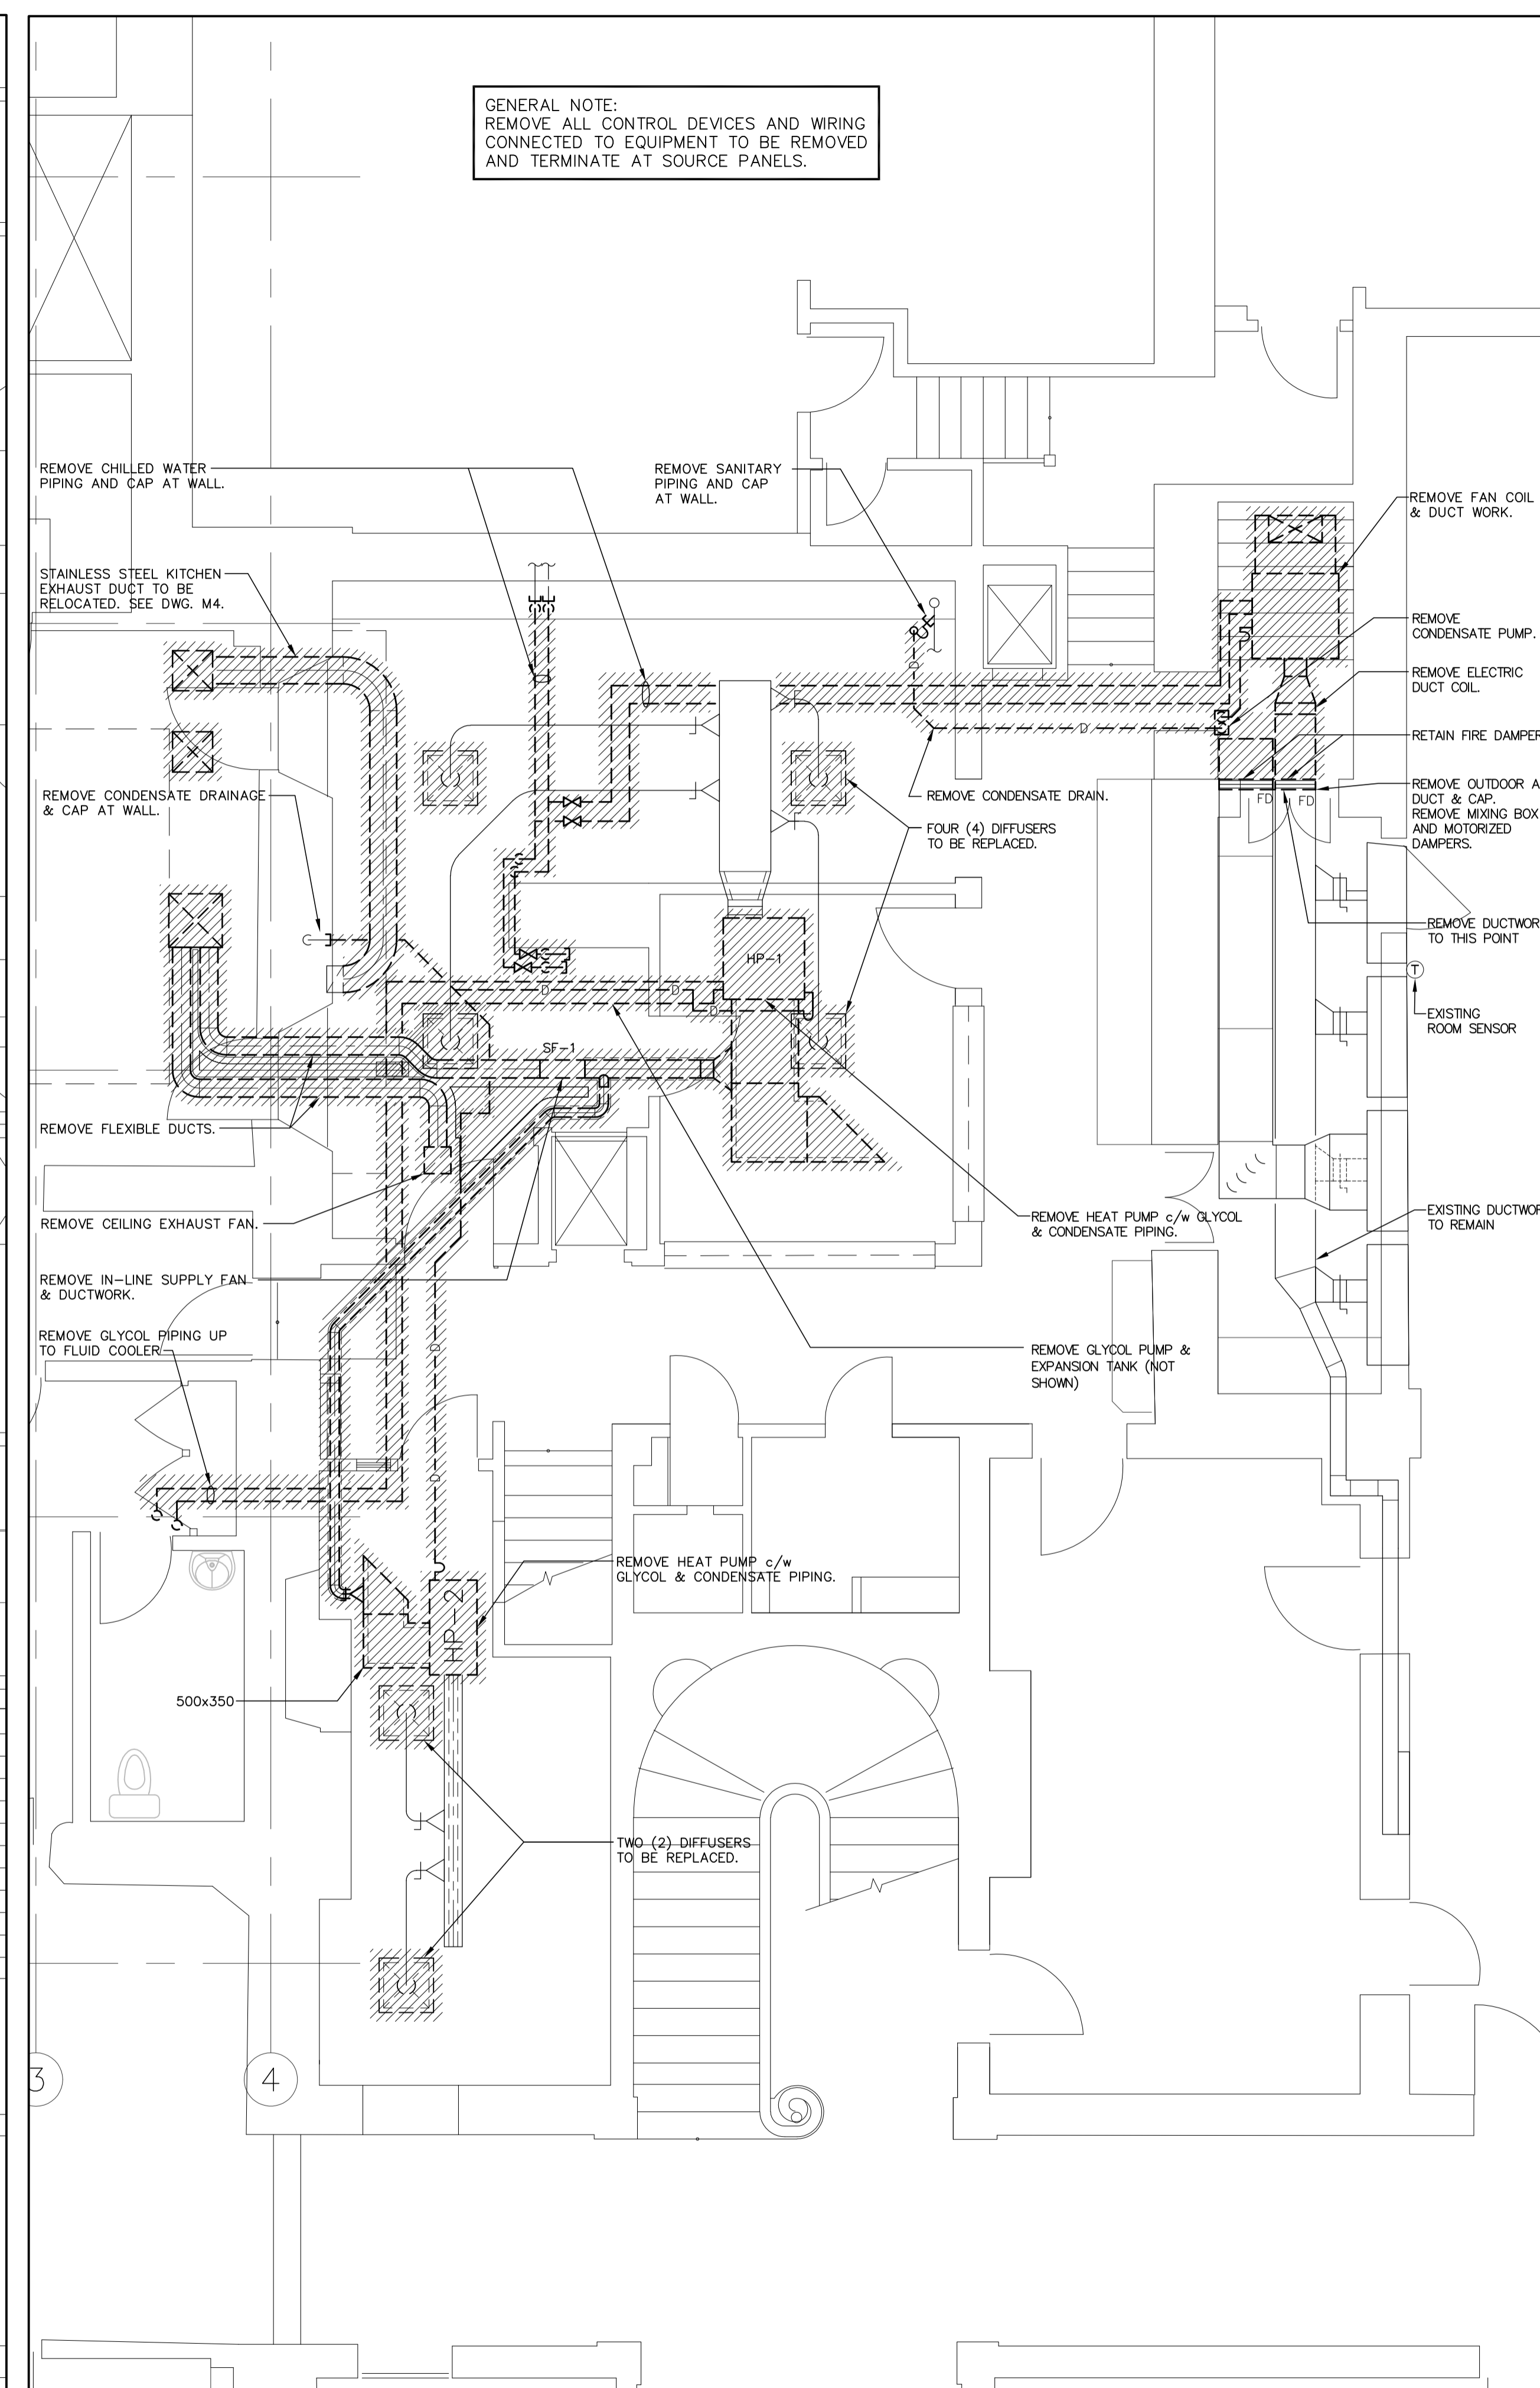 GENERAL NOTE:
REMOVE ALL CONTROL DEVICES AND WIRING
CONNECTED TO EQUIPMENT TO BE REMOVED
AND TERMINATE AT SOURCE PANELS.
REMOVE CHILLED WATER
PIPING AND CAP AT WALL.
REMOVE SANITARY
PIPING AND CAP
AT WALL.
REMOVE FAN COIL
& DUCT WORK.
STAINLESS STEEL KITCHEN
EXHAUST DUCT TO BE
RELOCATED. SEE DWG. M4.
REMOVE
CONDENSATE PUMP.
REMOVE ELECTRIC
DUCT COIL.
D
D
D
RETAIN FIRE DAMPER
REMOVE CONDENSATE DRAINAGE
& CAP AT WALL.
REMOVE CONDENSATE DRAIN.
FD
FD
REMOVE OUTDOOR A
DUCT & CAP.
REMOVE MIXING BOX
AND MOTORIZED
DAMPERS.
FOUR (4) DIFFUSERS
TO BE REPLACED.
REMOVE DUCTWOR
TO THIS POINT
HP-1
T
D
D
D
EXISTING
ROOM SENSOR
SF-1
REMOVE FLEXIBLE DUCTS.
REMOVE CEILING EXHAUST FAN.
REMOVE HEAT PUMP c/w GLYCOL
& CONDENSATE PIPING.
EXISTING DUCTWOR
TO REMAIN
REMOVE IN-LINE SUPPLY FAN
& DUCTWORK.
REMOVE GLYCOL PIPING UP
TO FLUID COOLER
D
REMOVE GLYCOL PUMP &
EXPANSION TANK (NOT
SHOWN)
D
REMOVE HEAT PUMP c/w
GLYCOL & CONDENSATE PIPING.
HP-2
500x350
TWO (2) DIFFUSERS
TO BE REPLACED.
3
4